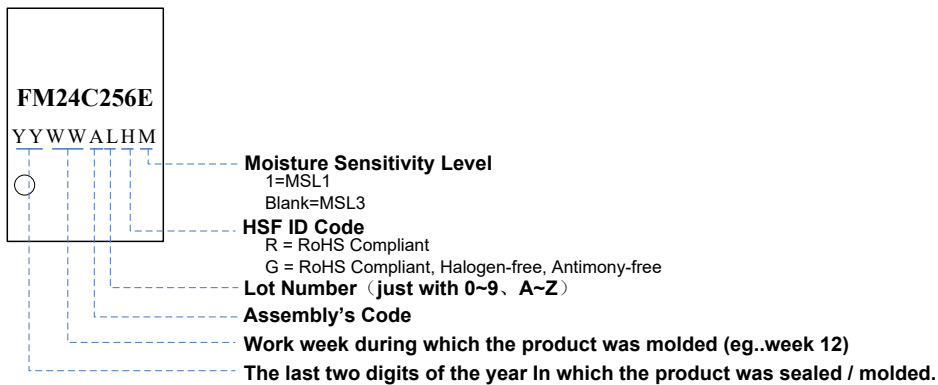 FM24C256E
YYWWALHM
Moisture Sensitivity Level
1=MSL1
Blank=MSL3
HSF ID Code
R = RoHS Compliant
G = RoHS Compliant, Halogen-free, Antimony-free
Lot Number（just with 0~9、A~Z）
Assembly's Code
Work week during which the product was molded (eg..week 12)
The last two digits of the year In which the product was sealed / molded.